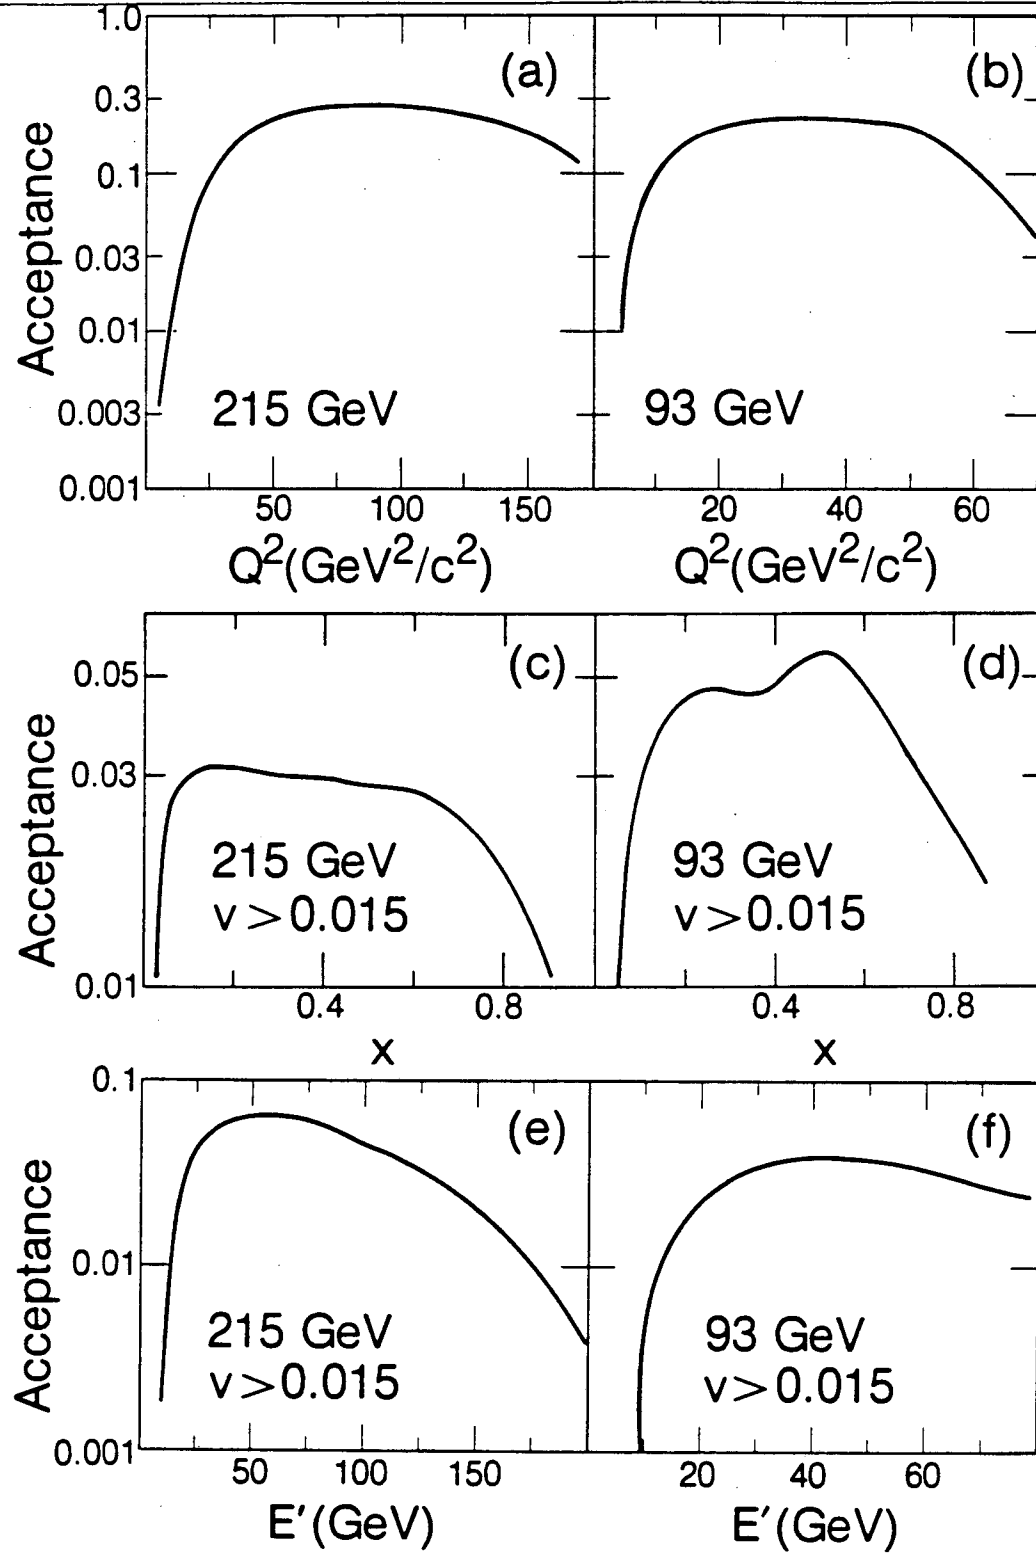 1.0
(a)
(b)
0.3
0.1
0.03
0.01
0.003
0.001
Acceptance
215 GeV
93 GeV
50 100 150 20 40 60
Q²(GeV²/c²) Q²(GeV²/c²)
(c)
(d)
0.05
0.03
0.01
Acceptance
215 GeV
v>0.015
93 GeV
v>0.015
0.4 0.8 0.4 0.8
x x
0.1
(e)
(f)
0.01
0.001
Acceptance
215 GeV
v>0.015
93 GeV
v>0.015
50 100 150 20 40 60
E′(GeV) E′(GeV)